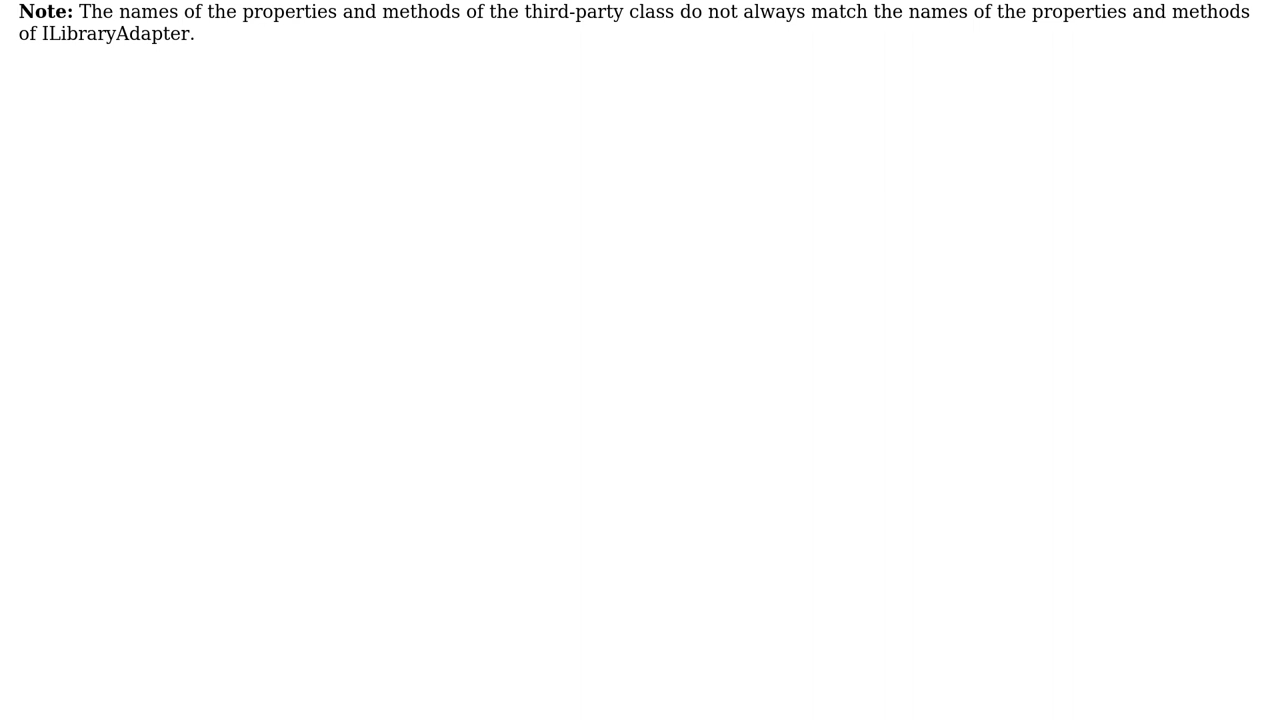 Note: The names of the properties and methods of the third-party class do not always match the names of the properties and methods
of ILibraryAdapter.